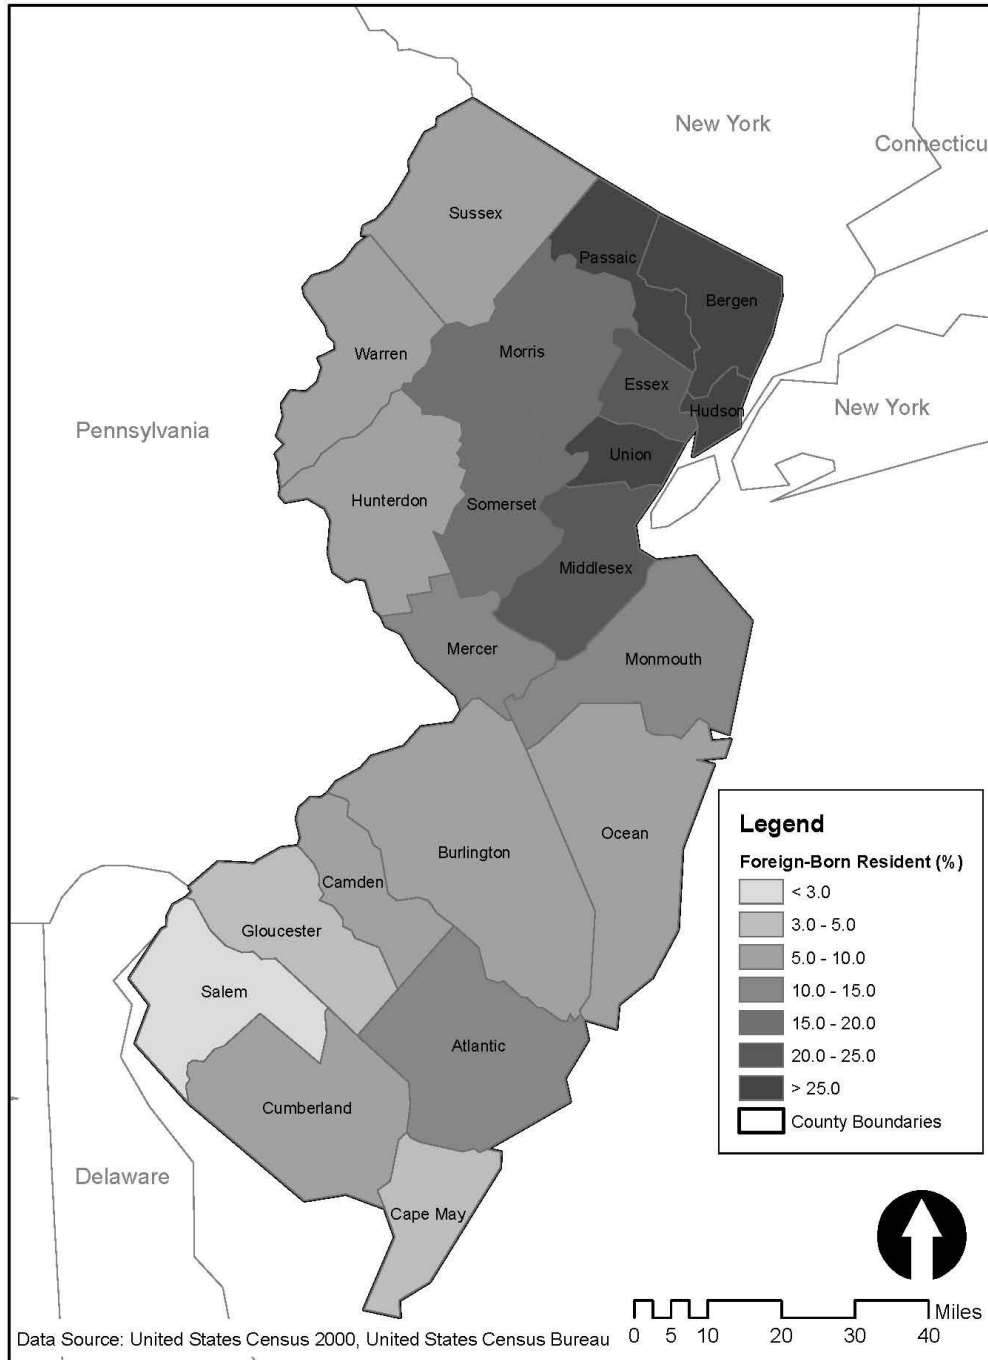 New York
Connecticu
Sussex
Passaic
Bergen
Warren
Morris
Essex
Hudson
New York
Pennsylvania
Union
Hunterdon
Somerset
Middlesex
Mercer
Monmouth
Ocean
Burlington
Camden
Gloucester
Salem
Atlantic
Cumberland
Delaware
Cape May
Legend
Foreign-Born Resident (%)
< 3.0
3.0 - 5.0
5.0 - 10.0
10.0 - 15.0
15.0 - 20.0
20.0 - 25.0
> 25.0
County Boundaries
Miles
0 5 10 20 30 40
Data Source: United States Census 2000, United States Census Bureau